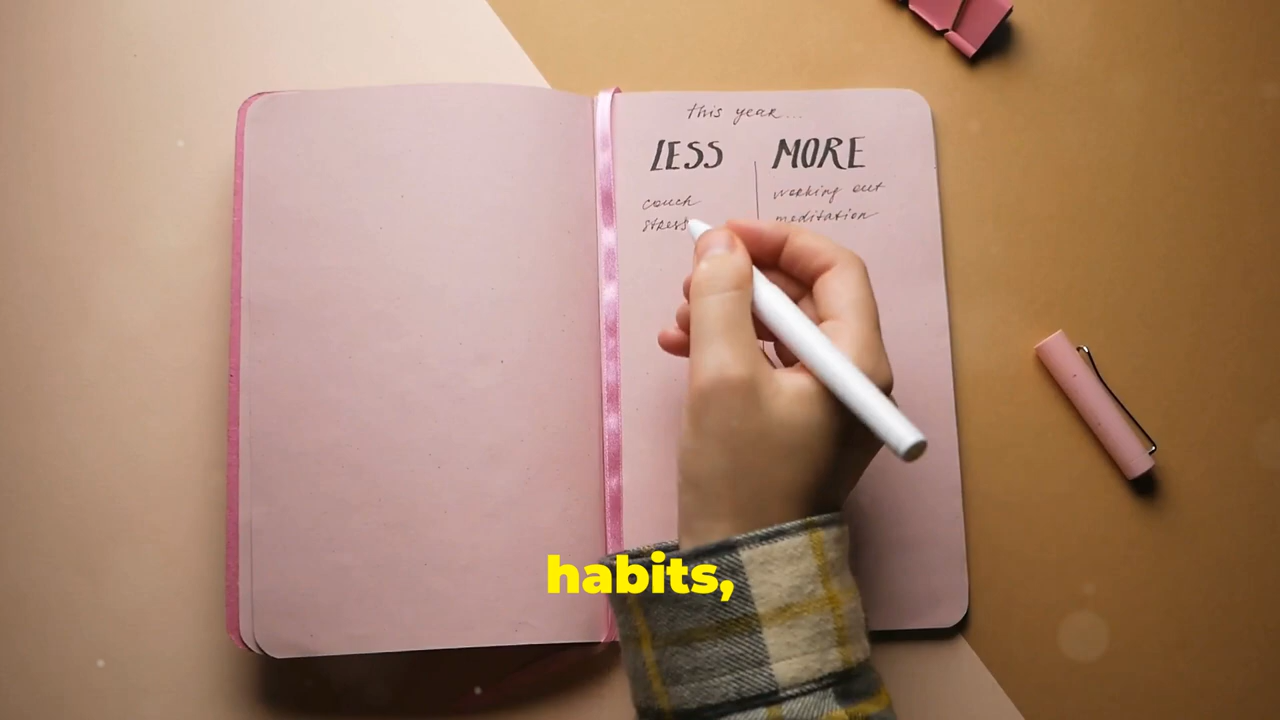 this year...
LESS
MORE
couch
working out
stress
meditation
habits,